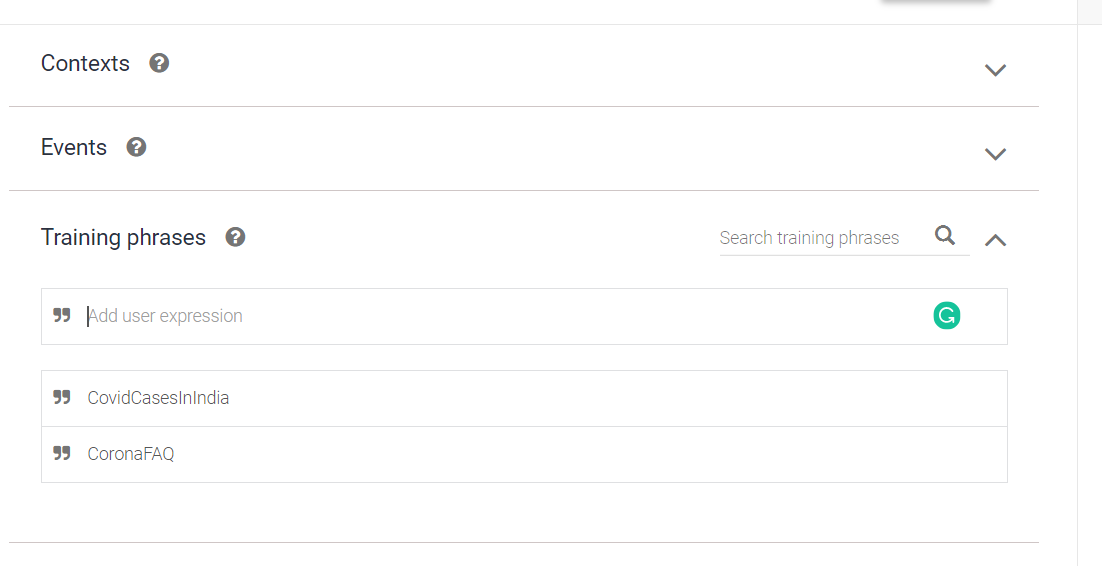 Contexts
Events
Training phrases
Search training phrases
Add user expression
CovidCasesInIndia
CoronaFAQ